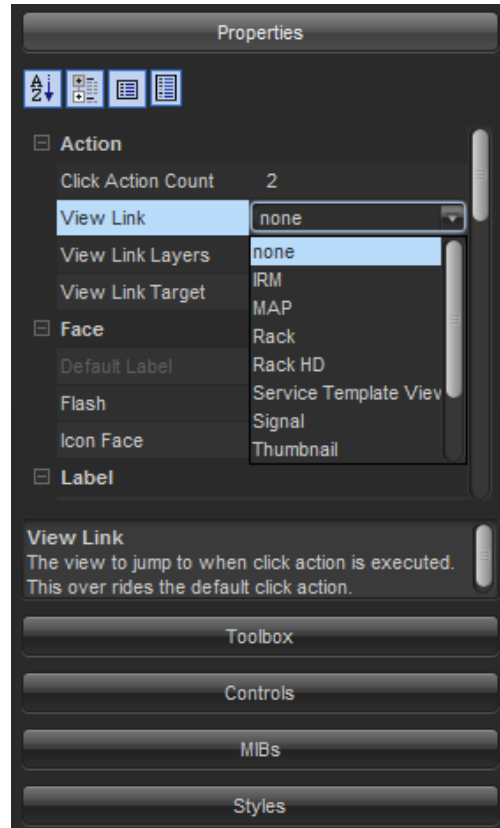 Properties
A
Z
Action
Click Action Count 2
View Link none
View Link Layers
View Link Target
none
IRM
MAP
Rack
Rack HD
Service Template View
Signal
Thumbnail
Face
Default Label
Flash
Icon Face
Label
View Link
The view to jump to when click action is executed.
This over rides the default click action.
Toolbox
Controls
MIBs
Styles